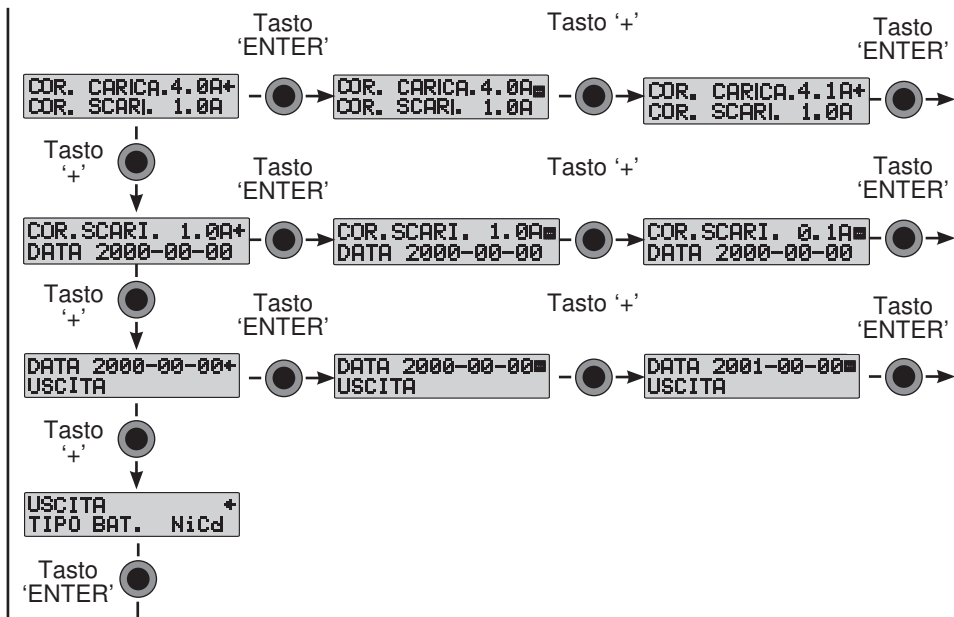 Tasto
‘ENTER’
Tasto ‘+’
Tasto
‘ENTER’
COR. CARICA.4.0A
COR. SCARI. 1.0A
COR. CARICA.4.0A
COR. SCARI. 1.0A
COR. CARICA.4.1A
COR. SCARI. 1.0A
Tasto
‘+’
Tasto
‘ENTER’
Tasto ‘+’
Tasto
‘ENTER’
COR.SCARI. 1.0A
DATA 2000-00-00
COR.SCARI. 1.0A
DATA 2000-00-00
COR.SCARI. 0.1A
DATA 2000-00-00
Tasto
‘+’
Tasto
‘ENTER’
Tasto ‘+’
Tasto
‘ENTER’
DATA 2000-00-00
USCITA
DATA 2000-00-00
USCITA
DATA 2001-00-00
USCITA
Tasto
‘+’
USCITA
TIPO BAT. NiCd
Tasto
‘ENTER’